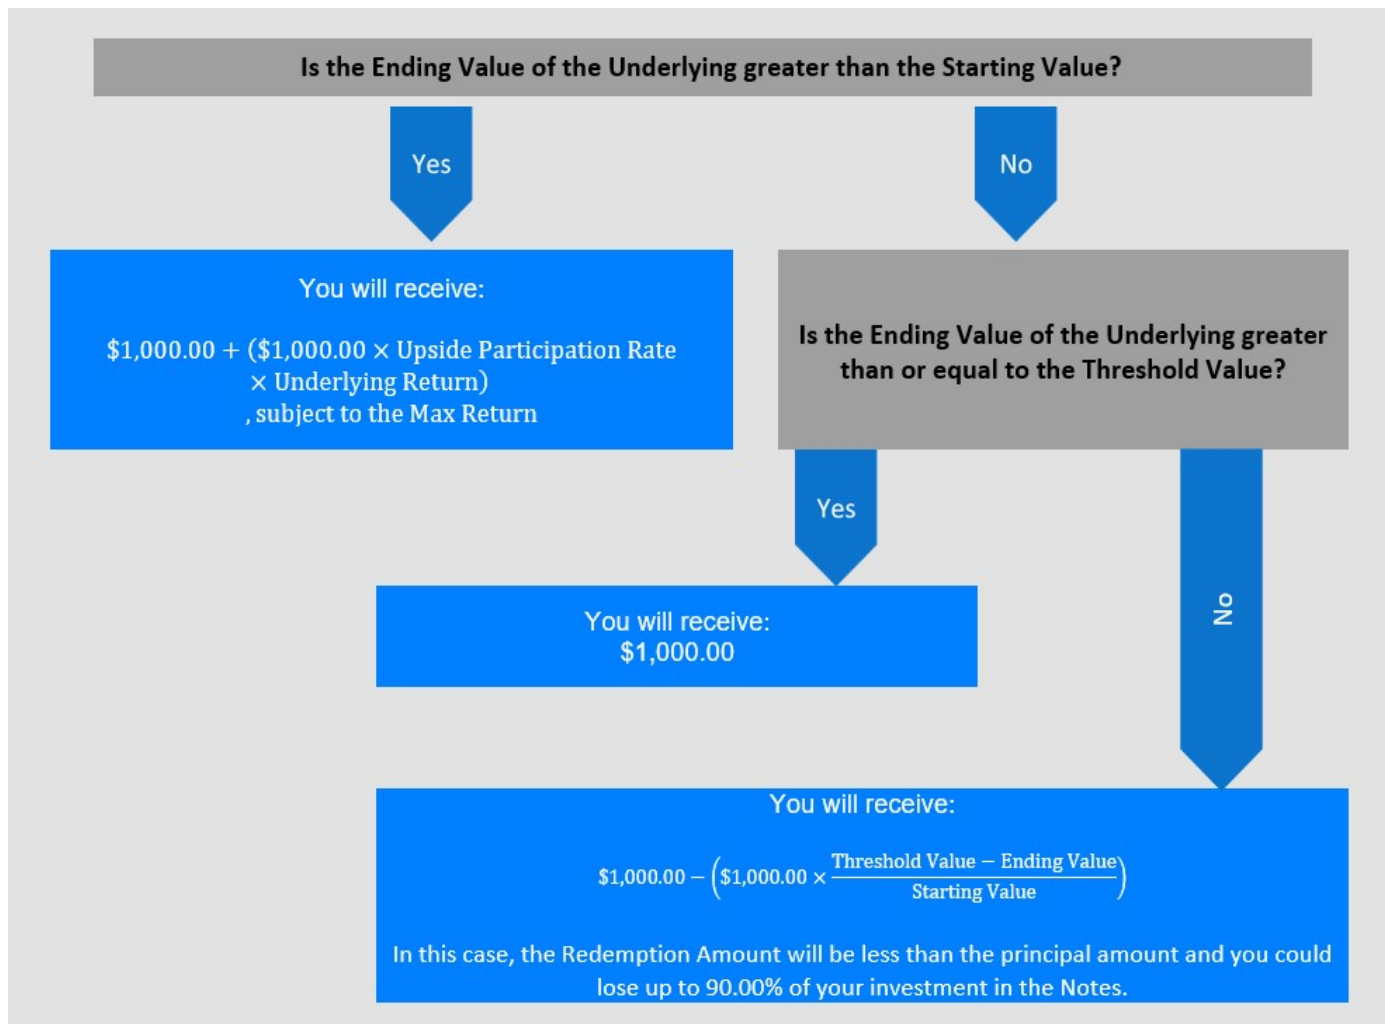 Is the Ending Value of the Underlying greater than the Starting Value?
Yes
No
You will receive:
$1,000.00 + ($1,000.00 × Upside Participation Rate
× Underlying Return)
, subject to the Max Return
Is the Ending Value of the Underlying greater
than or equal to the Threshold Value?
Yes
No
You will receive:
$1,000.00
You will receive:
$1,000.00 − ($1,000.00 × Threshold Value − Ending Value
Starting Value)
In this case, the Redemption Amount will be less than the principal amount and you could
lose up to 90.00% of your investment in the Notes.